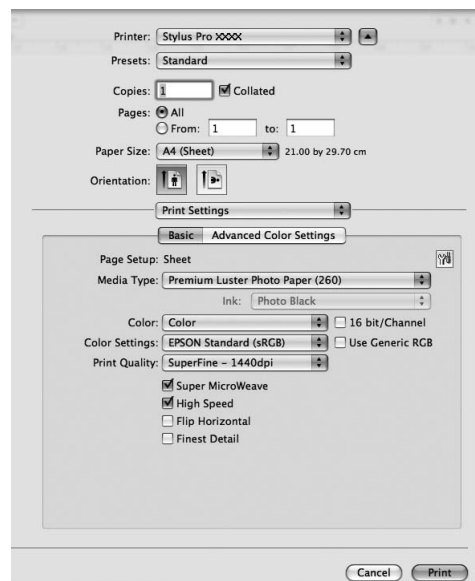 Printer: Stylus Pro XXXX
Presets: Standard
Copies: 1 Collated
Pages: All
From: 1 to: 1
Paper Size: A4 (Sheet) 21.00 by 29.70 cm
Orientation:
Print Settings
Basic Advanced Color Settings
Page Setup: Sheet
Media Type: Premium Luster Photo Paper (260)
Ink: Photo Black
Color: Color 16 bit/Channel
Color Settings: EPSON Standard (sRGB) Use Generic RGB
Print Quality: SuperFine - 1440dpi
Super MicroWeave
High Speed
Flip Horizontal
Finest Detail
Cancel Print